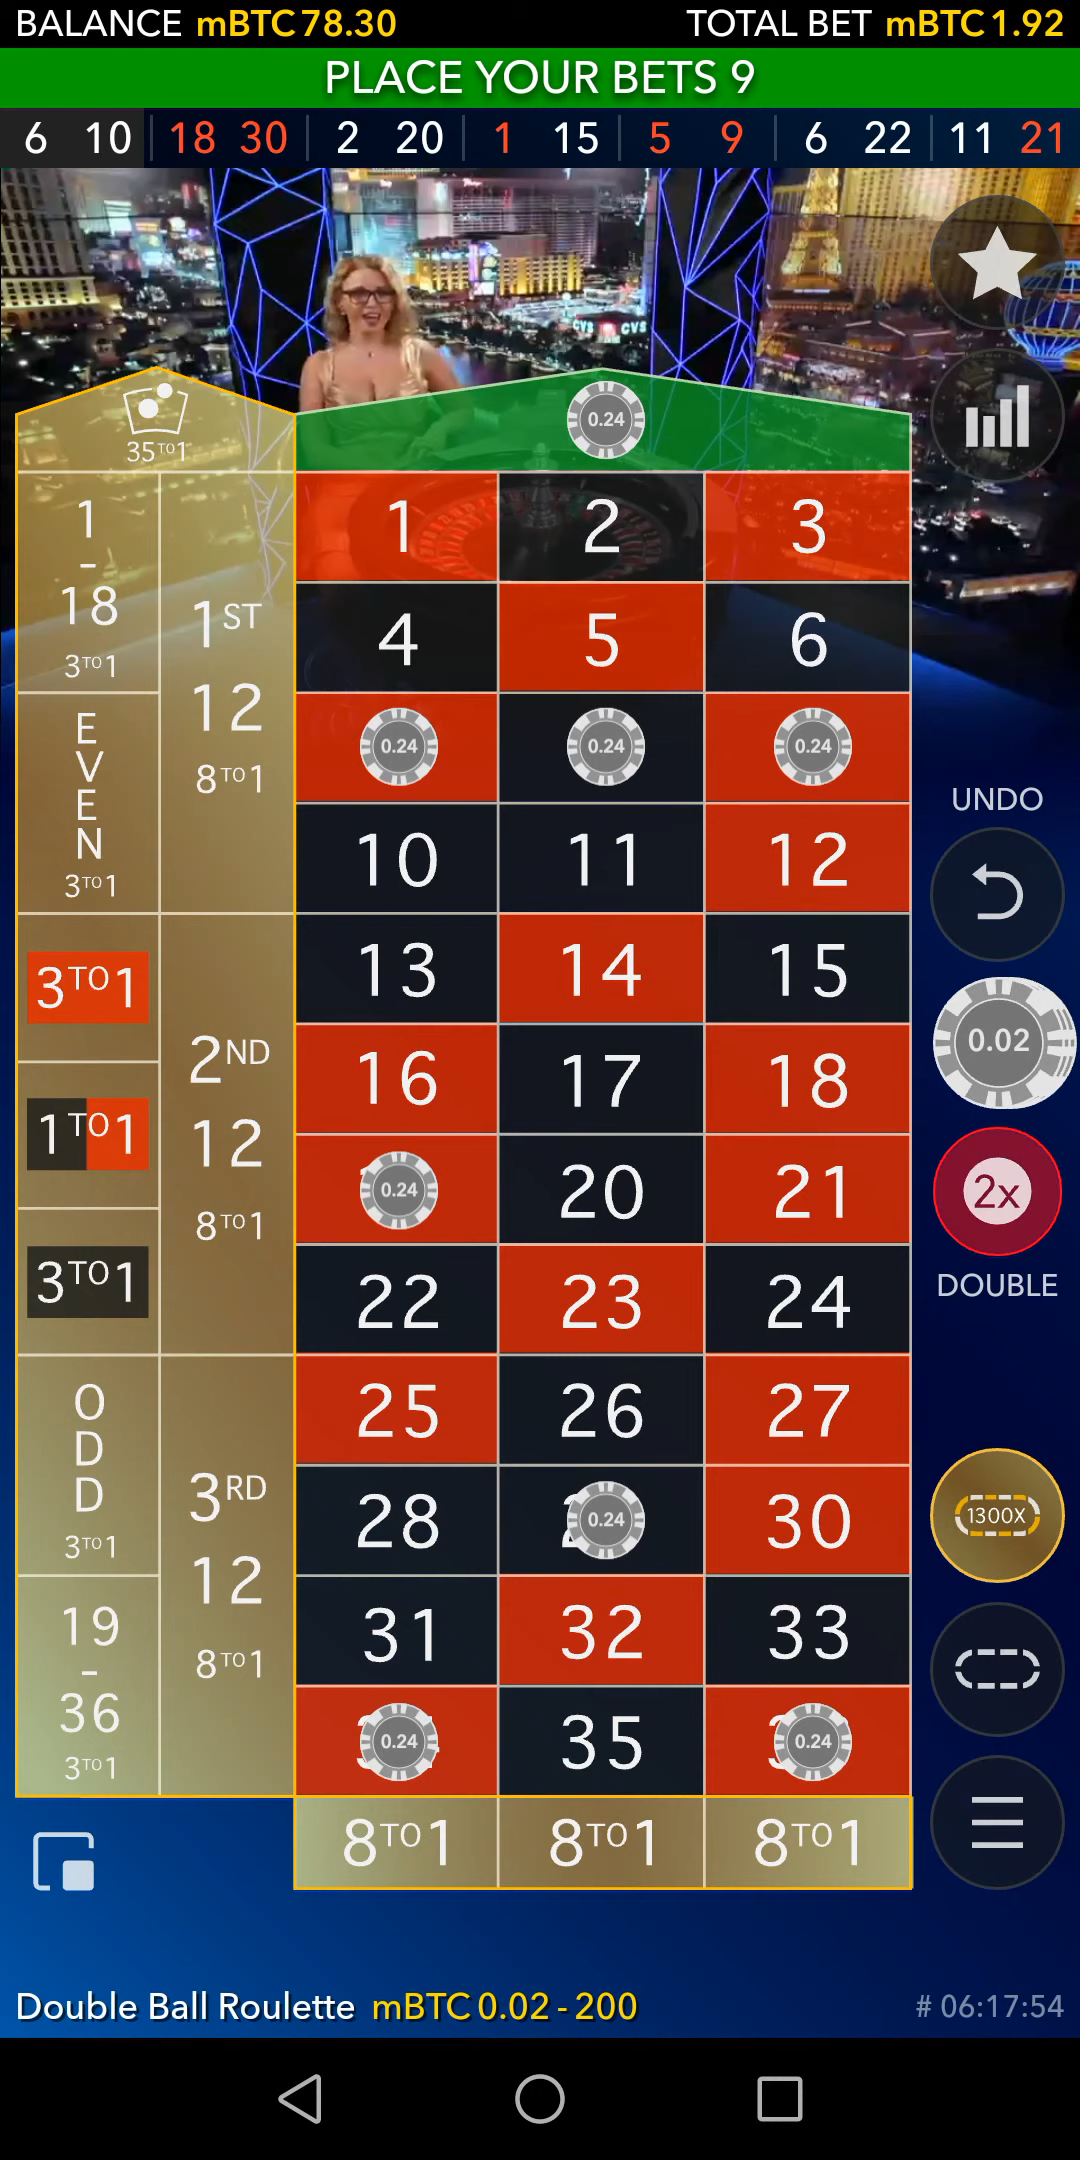 BALANCE mBTC 78.30 TOTAL BET mBTC 1.92
PLACE YOUR BETS 9
6 10 18 30 2 20 1 15 5 9 6 22 11 21
CVS CVS
35 TO 1
0.24
1 - 18
3 TO 1
1ST 12
8 TO 1
1 2 3
4 5 6
EVEN
3 TO 1
0.24 0.24 0.24
UNDO
10 11 12
3 TO 1
13 14 15
0.02
2ND 12
8 TO 1
16 17 18
1 TO 1
0.24 20 21
2x
DOUBLE
3 TO 1
22 23 24
ODD
3 TO 1
25 26 27
3RD 12
8 TO 1
28 0.24 30
1300X
19 - 36
3 TO 1
31 32 33
0.24 35 0.24
8 TO 1 8 TO 1 8 TO 1
Double Ball Roulette mBTC 0.02 - 200 # 06:17:54